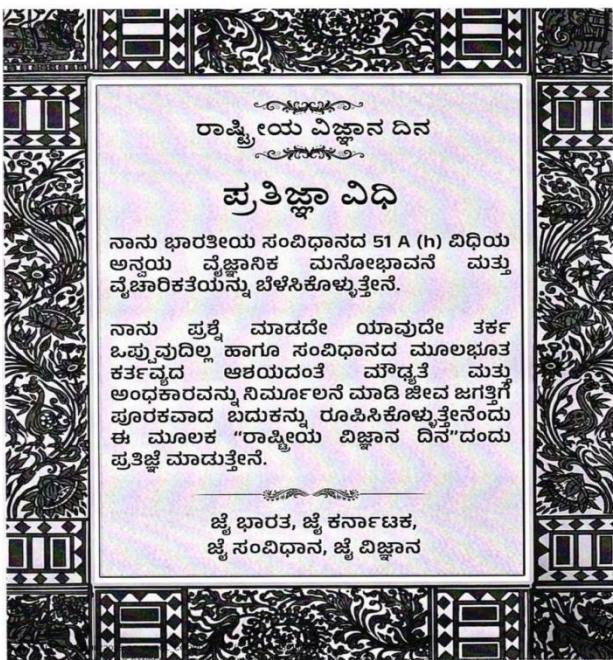 ರಾಷ್ಟ್ರೀಯ ವಿಜ್ಞಾನ ದಿನ
ಪ್ರತಿಜ್ಞಾ ವಿಧಿ
ನಾನು ಭಾರತೀಯ ಸಂವಿಧಾನದ 51 A (h) ವಿಧಿಯ
ಅನ್ವಯ ವೈಜ್ಞಾನಿಕ ಮನೋಭಾವನೆ ಮತ್ತು
ವೈಚಾರಿಕತೆಯನ್ನು ಬೆಳೆಸಿಕೊಳ್ಳುತ್ತೇನೆ.
ನಾನು ಪ್ರಶ್ನೆ ಮಾಡದೇ ಯಾವುದೇ ತರ್ಕ
ಒಪ್ಪುವುದಿಲ್ಲ ಹಾಗೂ ಸಂವಿಧಾನದ ಮೂಲಭೂತ
ಕರ್ತವ್ಯದ ಆಶಯದಂತೆ ಮೌಢ್ಯತೆ ಮತ್ತು
ಅಂಧಕಾರವನ್ನು ನಿರ್ಮೂಲನೆ ಮಾಡಿ ಜೀವ ಜಗತ್ತಿಗೆ
ಪೂರಕವಾದ ಬದುಕನ್ನು ರೂಪಿಸಿಕೊಳ್ಳುತ್ತೇನೆಂದು
ಈ ಮೂಲಕ “ರಾಷ್ಟ್ರೀಯ ವಿಜ್ಞಾನ ದಿನ”ದಂದು
ಪ್ರತಿಜ್ಞೆ ಮಾಡುತ್ತೇನೆ.
ಜೈ ಭಾರತ, ಜೈ ಕರ್ನಾಟಕ,
ಜೈ ಸಂವಿಧಾನ, ಜೈ ವಿಜ್ಞಾನ